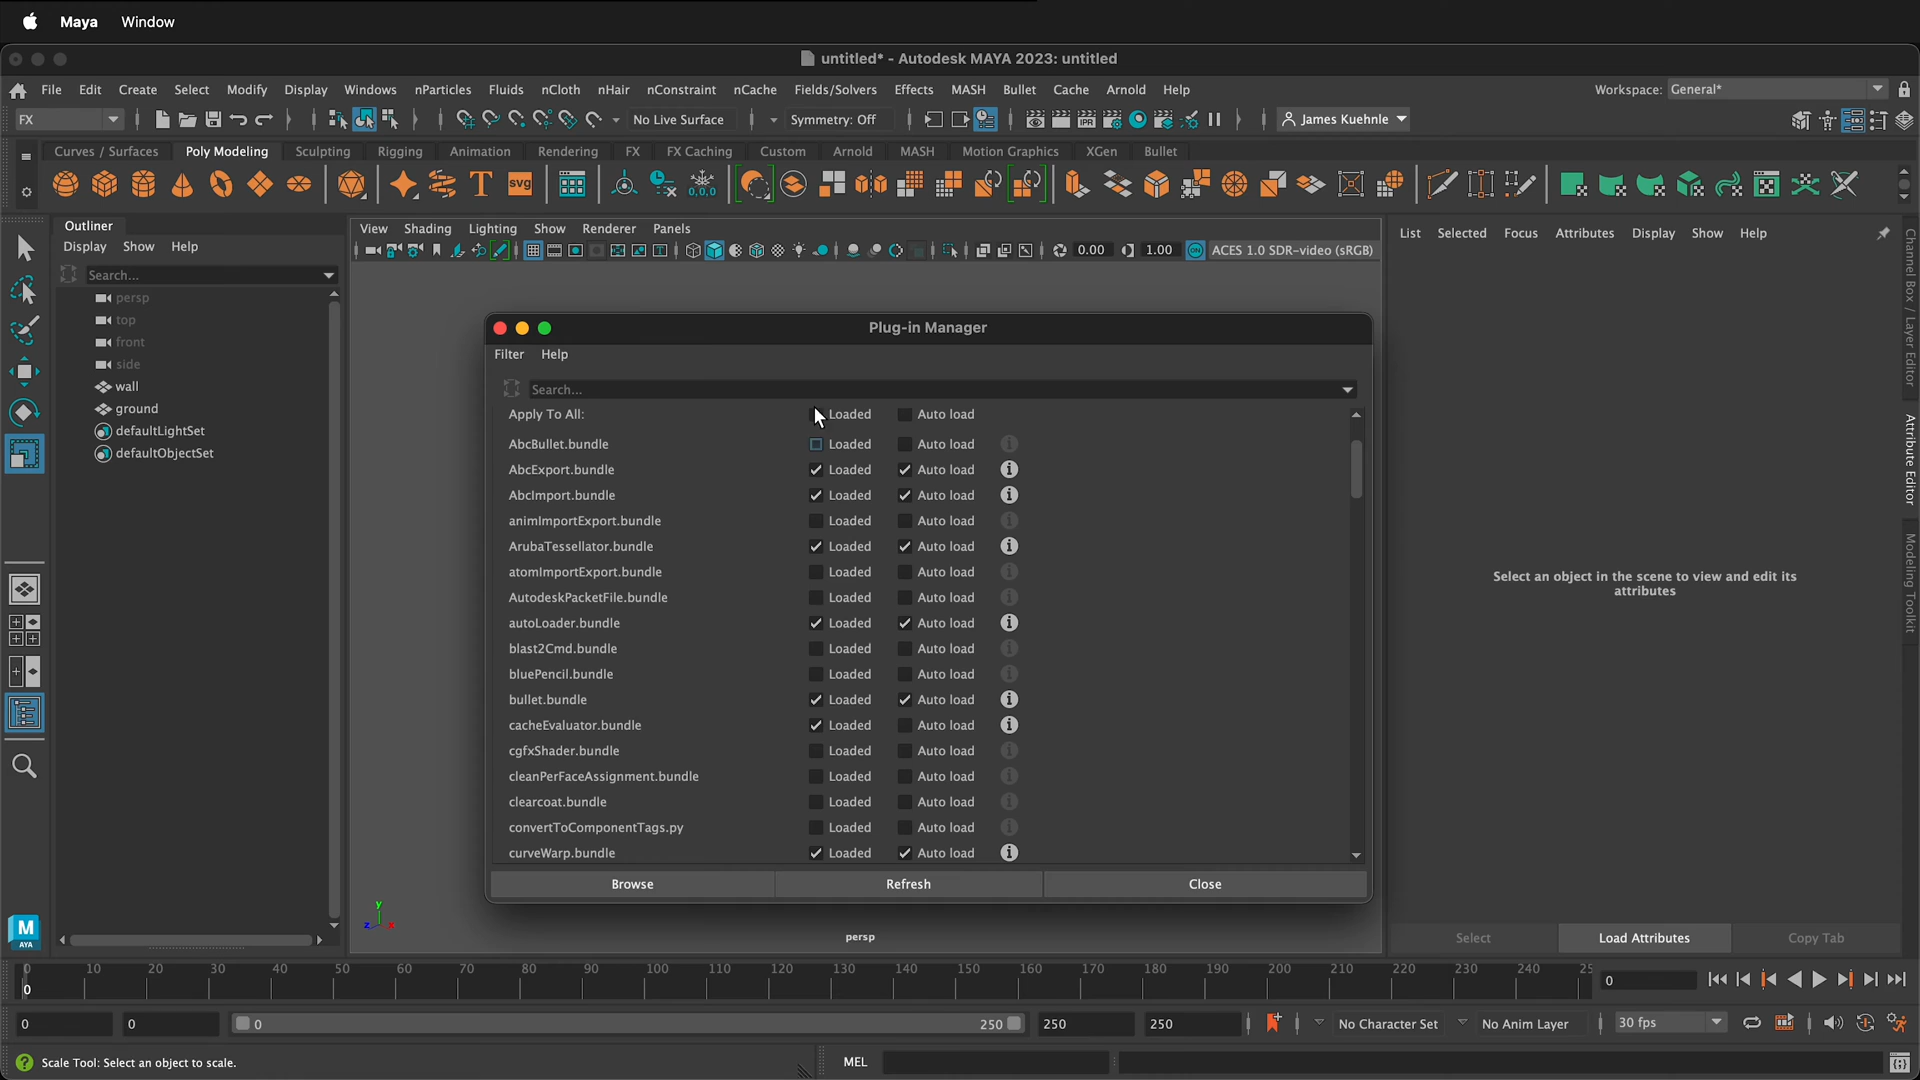 Maya Window
untitled* - Autodesk MAYA 2023: untitled
File Edit Create Select Modify Display Windows nParticles Fluids nCloth nHair nConstraint nCache Fields/Solvers Effects MASH Bullet Cache Arnold Help Workspace: General*
FX No Live Surface Symmetry: Off James Kuehnle
Curves / Surfaces Poly Modeling Sculpting Rigging Animation Rendering FX FX Caching Custom Arnold MASH Motion Graphics XGen Bullet
Outliner
Display Show Help
Search...
persp
top
front
side
wall
ground
defaultLightSet
defaultObjectSet
View Shading Lighting Show Renderer Panels
0.00 1.00 ACES 1.0 SDR-video (sRGB)
List Selected Focus Attributes Display Show Help
Plug-in Manager
Filter Help
Search...
Apply To All: Loaded Auto load
AbcBullet.bundle Loaded Auto load
AbcExport.bundle Loaded Auto load
AbcImport.bundle Loaded Auto load
animImportExport.bundle Loaded Auto load
ArubaTessellator.bundle Loaded Auto load
atomImportExport.bundle Loaded Auto load
AutodeskPacketFile.bundle Loaded Auto load
autoLoader.bundle Loaded Auto load
blast2Cmd.bundle Loaded Auto load
bluePencil.bundle Loaded Auto load
bullet.bundle Loaded Auto load
cacheEvaluator.bundle Loaded Auto load
cgfxShader.bundle Loaded Auto load
cleanPerFaceAssignment.bundle Loaded Auto load
clearcoat.bundle Loaded Auto load
convertToComponentTags.py Loaded Auto load
curveWarp.bundle Loaded Auto load
Browse Refresh Close
persp
Select an object in the scene to view and edit its
attributes
Select Load Attributes Copy Tab
Channel Box / Layer Editor
Attribute Editor
Modeling Toolkit
0 10 20 30 40 50 60 70 80 90 100 110 120 130 140 150 160 170 180 190 200 210 220 230 240 25
0 0
0 0 0 250 250 250 No Character Set No Anim Layer 30 fps
Scale Tool: Select an object to scale. MEL